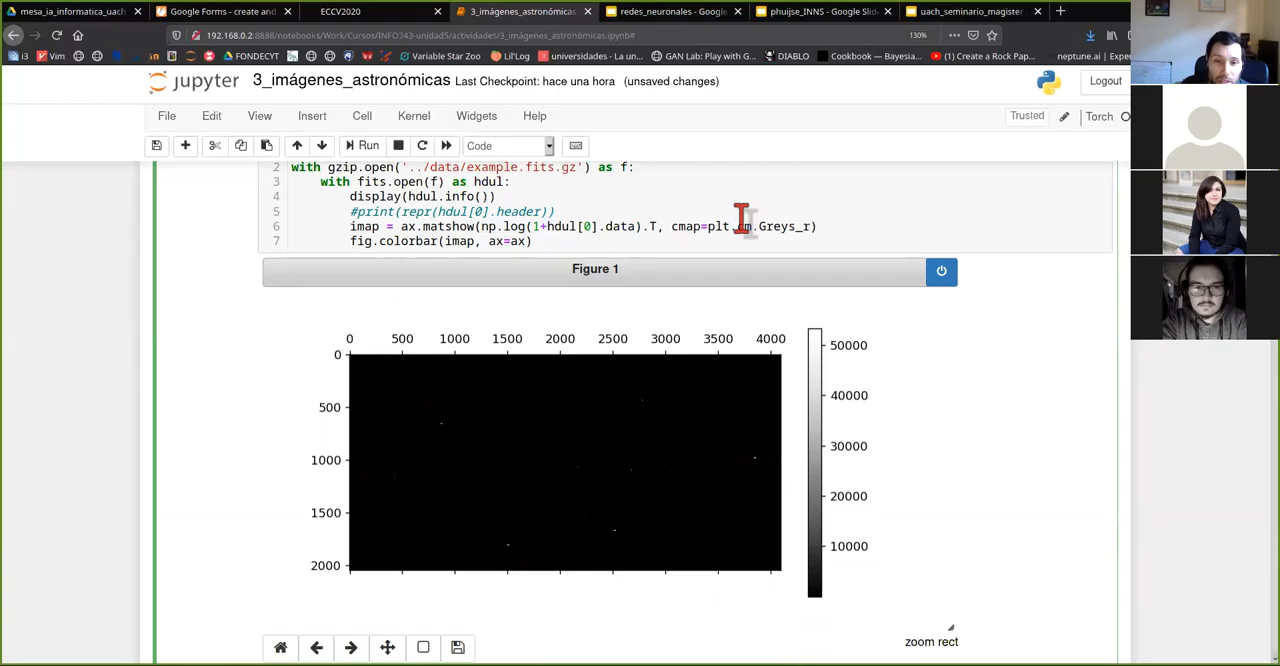 mesa_ia_informatica_uach
Google Forms - create and
ECCV2020
3_imágenes_astronómicas
redes_neuronales - Google
phuijse_INNS - Google Slide
uach_seminario_magister
192.168.0.2:8888/notebooks/Work/Cursos/INFO343-unidad5/actividades/3_imágenes_astronómicas.ipynb#
130%
i3
Vim
FONDECYT
Lil'Log
universidades - La un...
GAN Lab: Play with G...
Variable Star Zoo
DIABLO
Cookbook — Bayesia...
(1) Create a Rock Pap...
neptune.ai | Exper
jupyter
3_imágenes_astronómicas
Last Checkpoint: hace una hora
(unsaved changes)
Logout
File
Edit
View
Insert
Cell
Kernel
Widgets
Help
Trusted
Torch
Run
Code
2 with gzip.open('../data/example.fits.gz') as f:
3 with fits.open(f) as hdul:
4 display(hdul.info())
5 #print(repr(hdul[0].header))
6 imap = ax.matshow(np.log(1+hdul[0].data).T, cmap=plt.cm.Greys_r)
7 fig.colorbar(imap, ax=ax)
Figure 1
0 500 1000 1500 2000 2500 3000 3500 4000
0
500
1000
1500
2000
50000
40000
30000
20000
10000
zoom rect